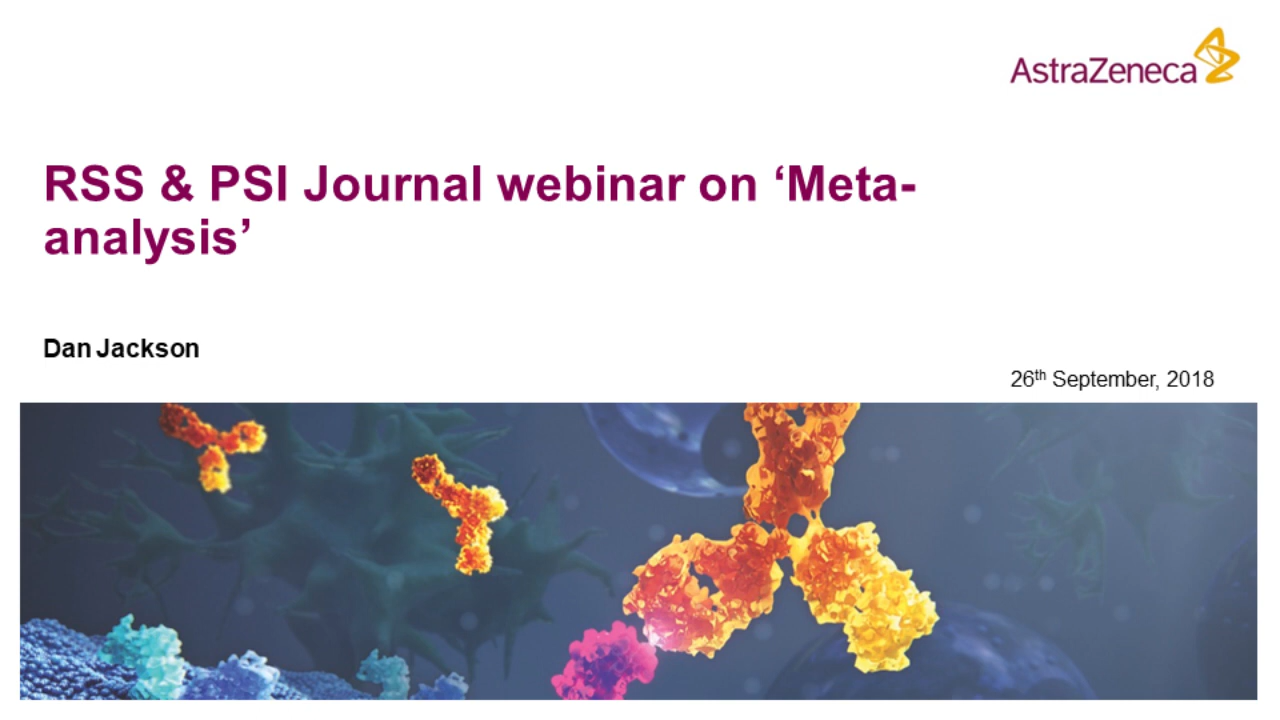 AstraZeneca
RSS & PSI Journal webinar on ‘Meta-
analysis’
Dan Jackson
26th September, 2018